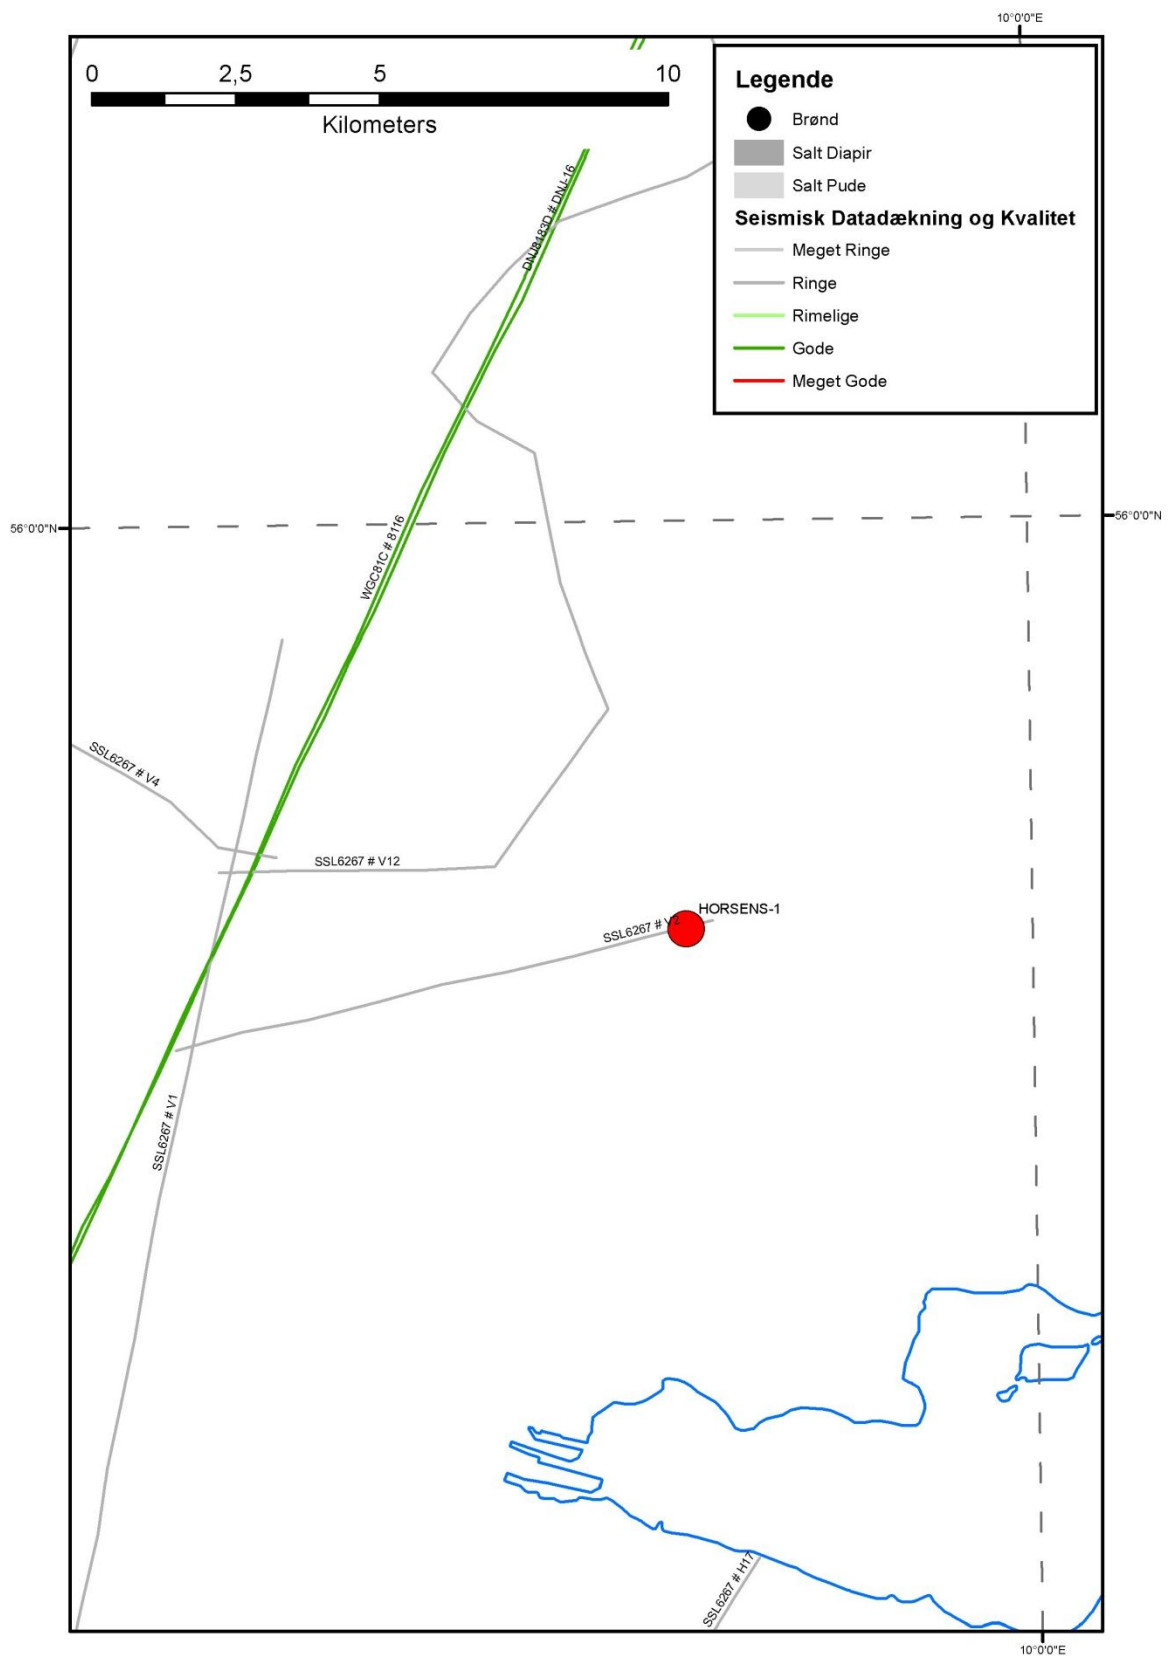 10°0'0"E
0 2,5 5 10
Kilometers
Legende
Brønd
Salt Diapir
Salt Pude
Seismisk Datadækning og Kvalitet
Meget Ringe
Ringe
Rimelige
Gode
Meget Gode
DNJ8183D # DNJ-16
56°0'0"N
56°0'0"N
WGC81C # 8116
SSL6267 # V4
SSL6267 # V12
HORSENS-1
SSL6267 # V2
SSL6267 # V1
SSL6267 # H17
10°0'0"E